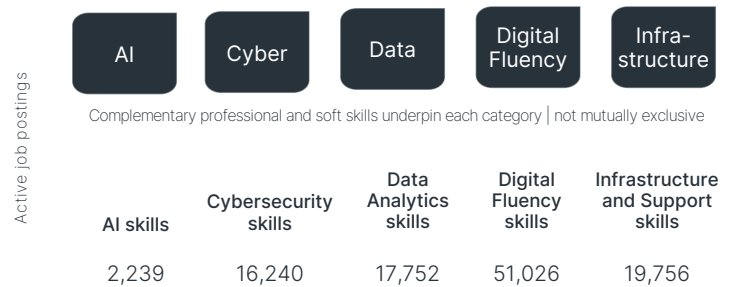 AI
Cyber
Data
Digital
Fluency
Infra-
structure
Complementary professional and soft skills underpin each category | not mutually exclusive
Active job postings
AI skills
Cybersecurity
skills
Data
Analytics
skills
Digital
Fluency
skills
Infrastructure
and Support
skills
2,239
16,240
17,752
51,026
19,756